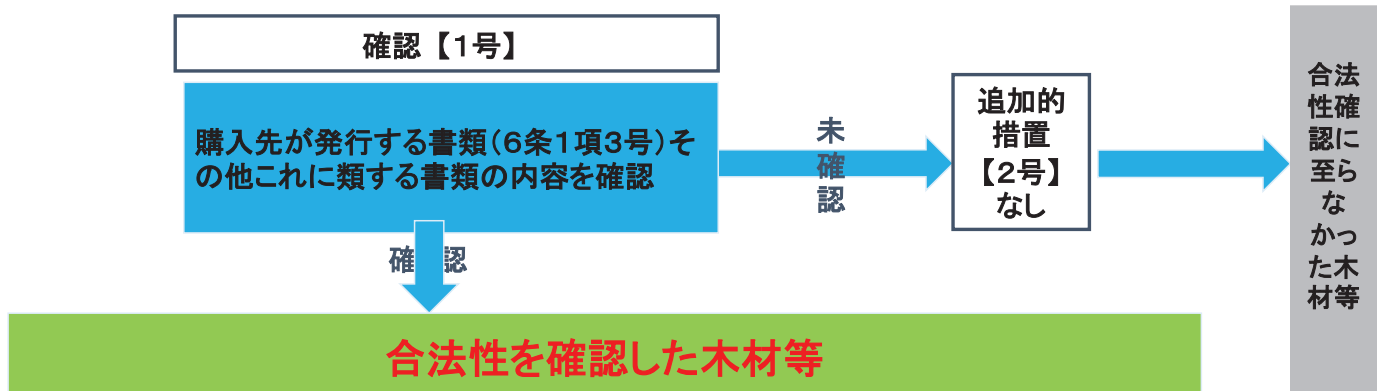 確認【1号】
購入先が発行する書類(6条1項3号)そ
の他これに類する書類の内容を確認
未
確
認
追加的
措置
【2号】
なし
合法
性確
認に
至ら
な
かっ
た木
材等
確認
合法性を確認した木材等